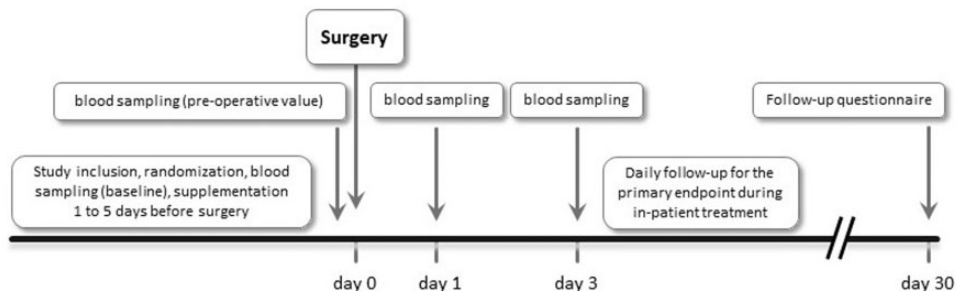 Surgery
blood sampling (pre-operative value)
blood sampling
blood sampling
Follow-up questionnaire
Study inclusion, randomization, blood
sampling (baseline), supplementation
1 to 5 days before surgery
Daily follow-up for the
primary endpoint during
in-patient treatment
day 0
day 1
day 3
day 30